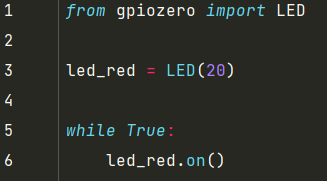 1 from gpiozero import LED
2
3 led_red = LED(20)
4
5 while True:
6     led_red.on()